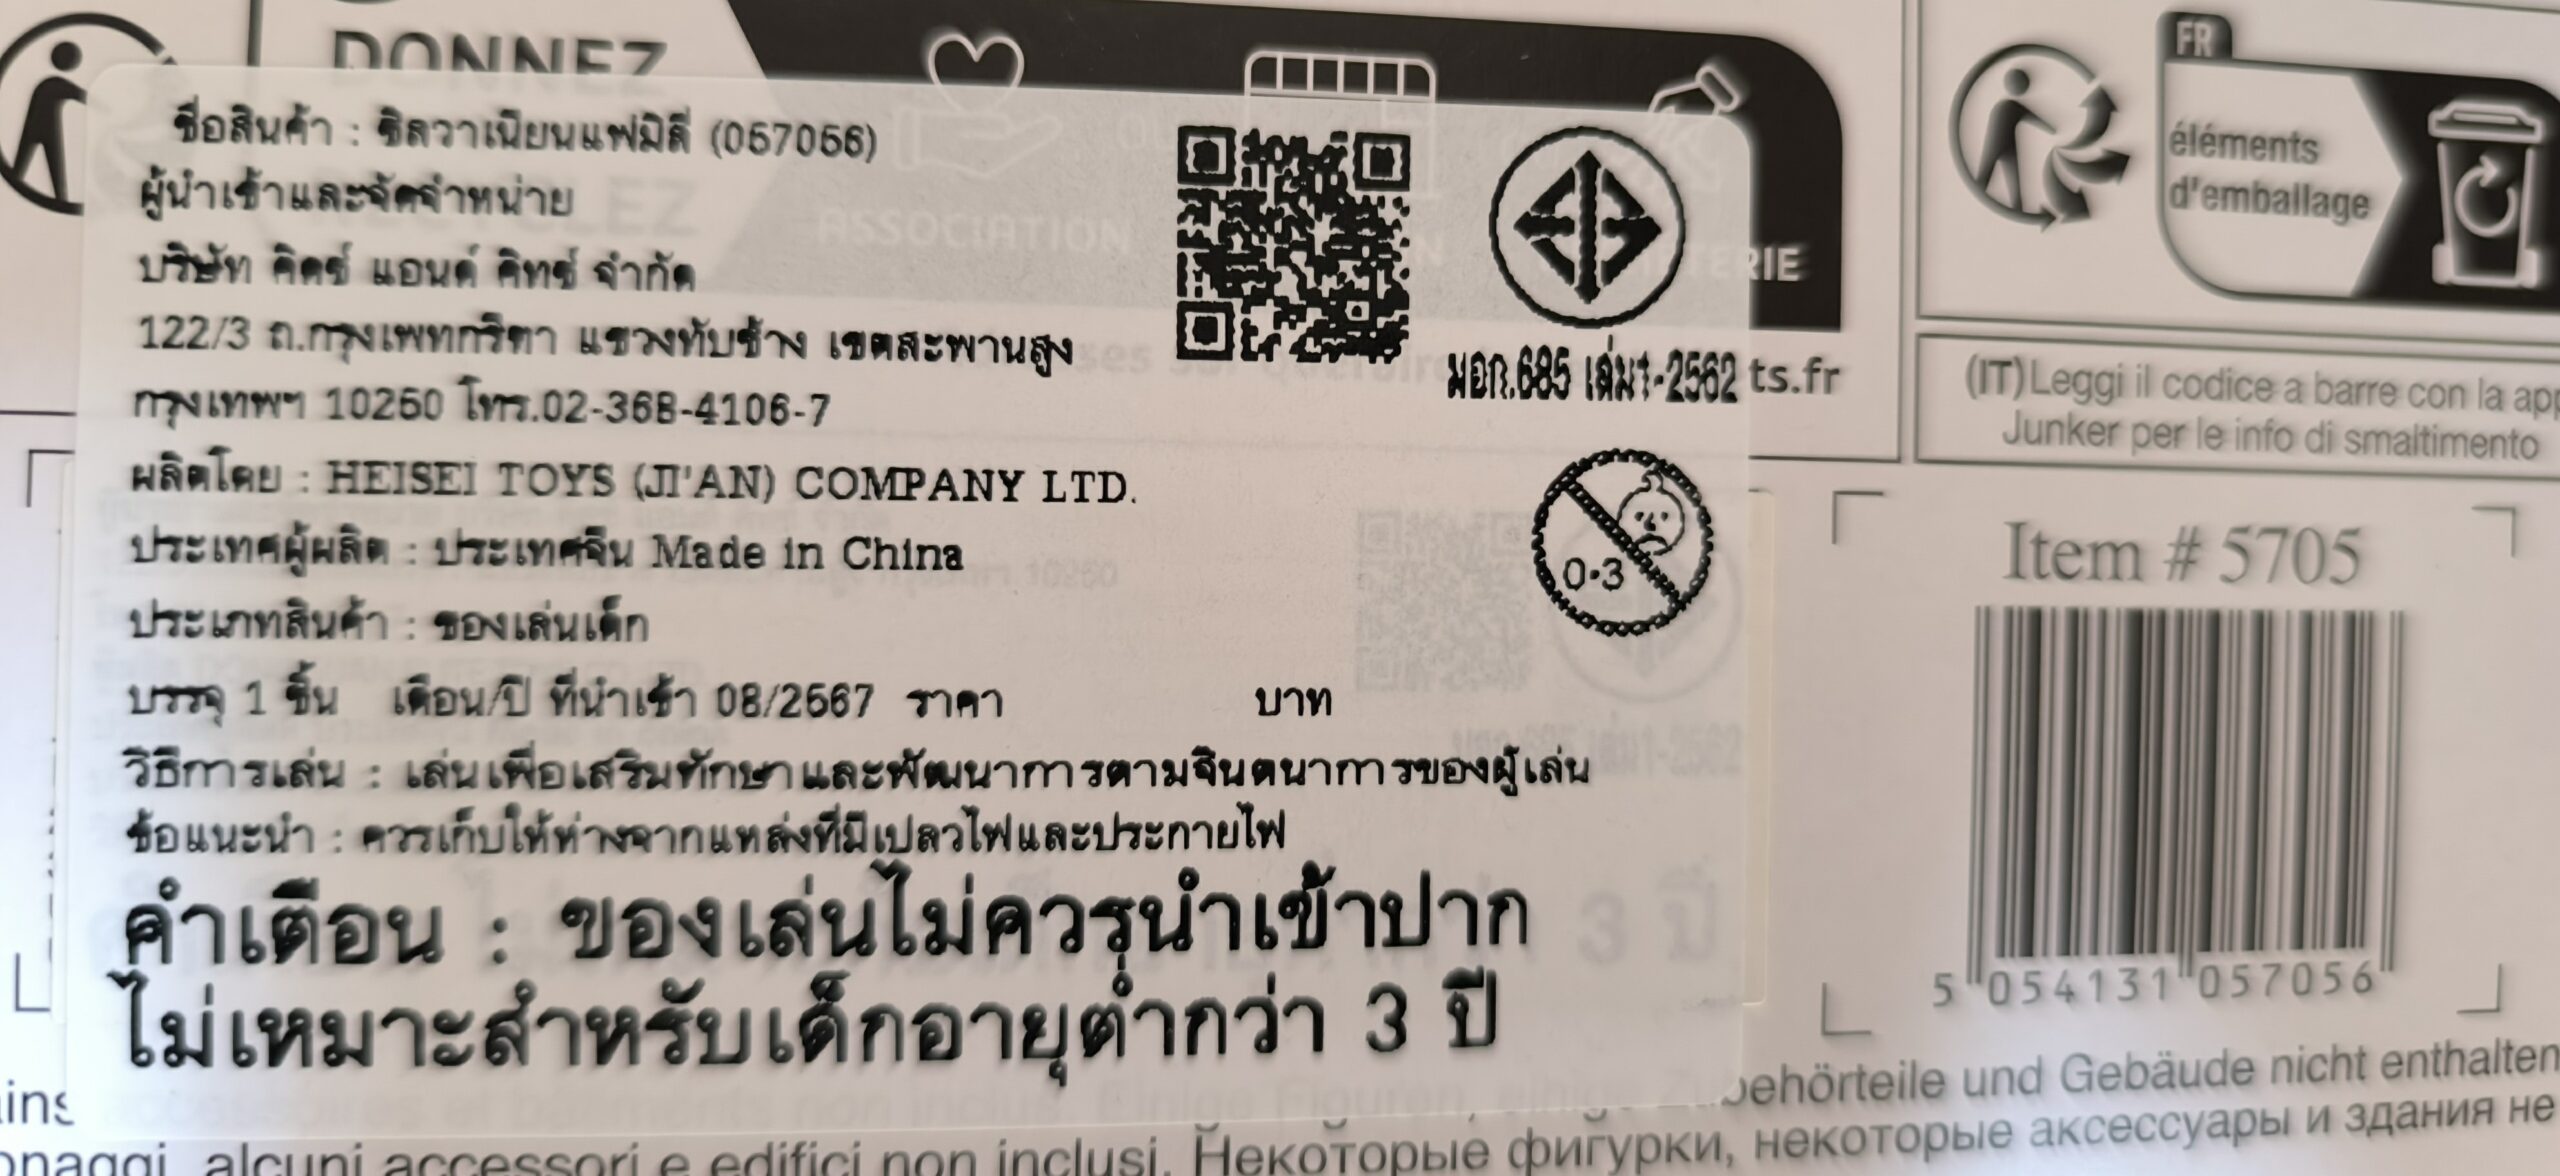 DONNEZ
ชื่อสินค้า : ซิลวาเนียนแฟมิลี่ (057056)
ผู้นำเข้าและจัดจำหน่าย
บริษัท คิดซ์ แอนด์ คิทซ์ จำกัด
122/3 ถ.กรุงเทพกรีฑา แขวงทับช้าง เขตสะพานสูง
กรุงเทพฯ 10250 โทร.02-368-4106-7
ผลิตโดย : HEISEI TOYS (JI'AN) COMPANY LTD.
ประเทศผู้ผลิต : ประเทศจีน Made in China
ประเภทสินค้า : ของเล่นเด็ก
บรรจุ 1 ชิ้น เดือน/ปี ที่นำเข้า 08/2567 ราคา บาท
วิธีการเล่น : เล่นเพื่อเสริมทักษาและพัฒนาการตามจินตนาการของผู้เล่น
ข้อแนะนำ : ควรเก็บให้ห่างจากแหล่งที่มีเปลวไฟและประกายไฟ
คำเตือน : ของเล่นไม่ควรนำเข้าปาก
ไม่เหมาะสำหรับเด็กอายุต่ำกว่า 3 ปี
มอก.685 เล่ม1-2562
0-3
ASSOCIATION
ts.fr
FR
éléments
d'emballage
(IT)Leggi il codice a barre con la app
Junker per le info di smaltimento
Item # 5705
5 054131 057056
Zubehörteile und Gebäude nicht enthalten
alcuni accessori e edifici non inclusi. Некоторые фигурки, некоторые аксессуары и здания не